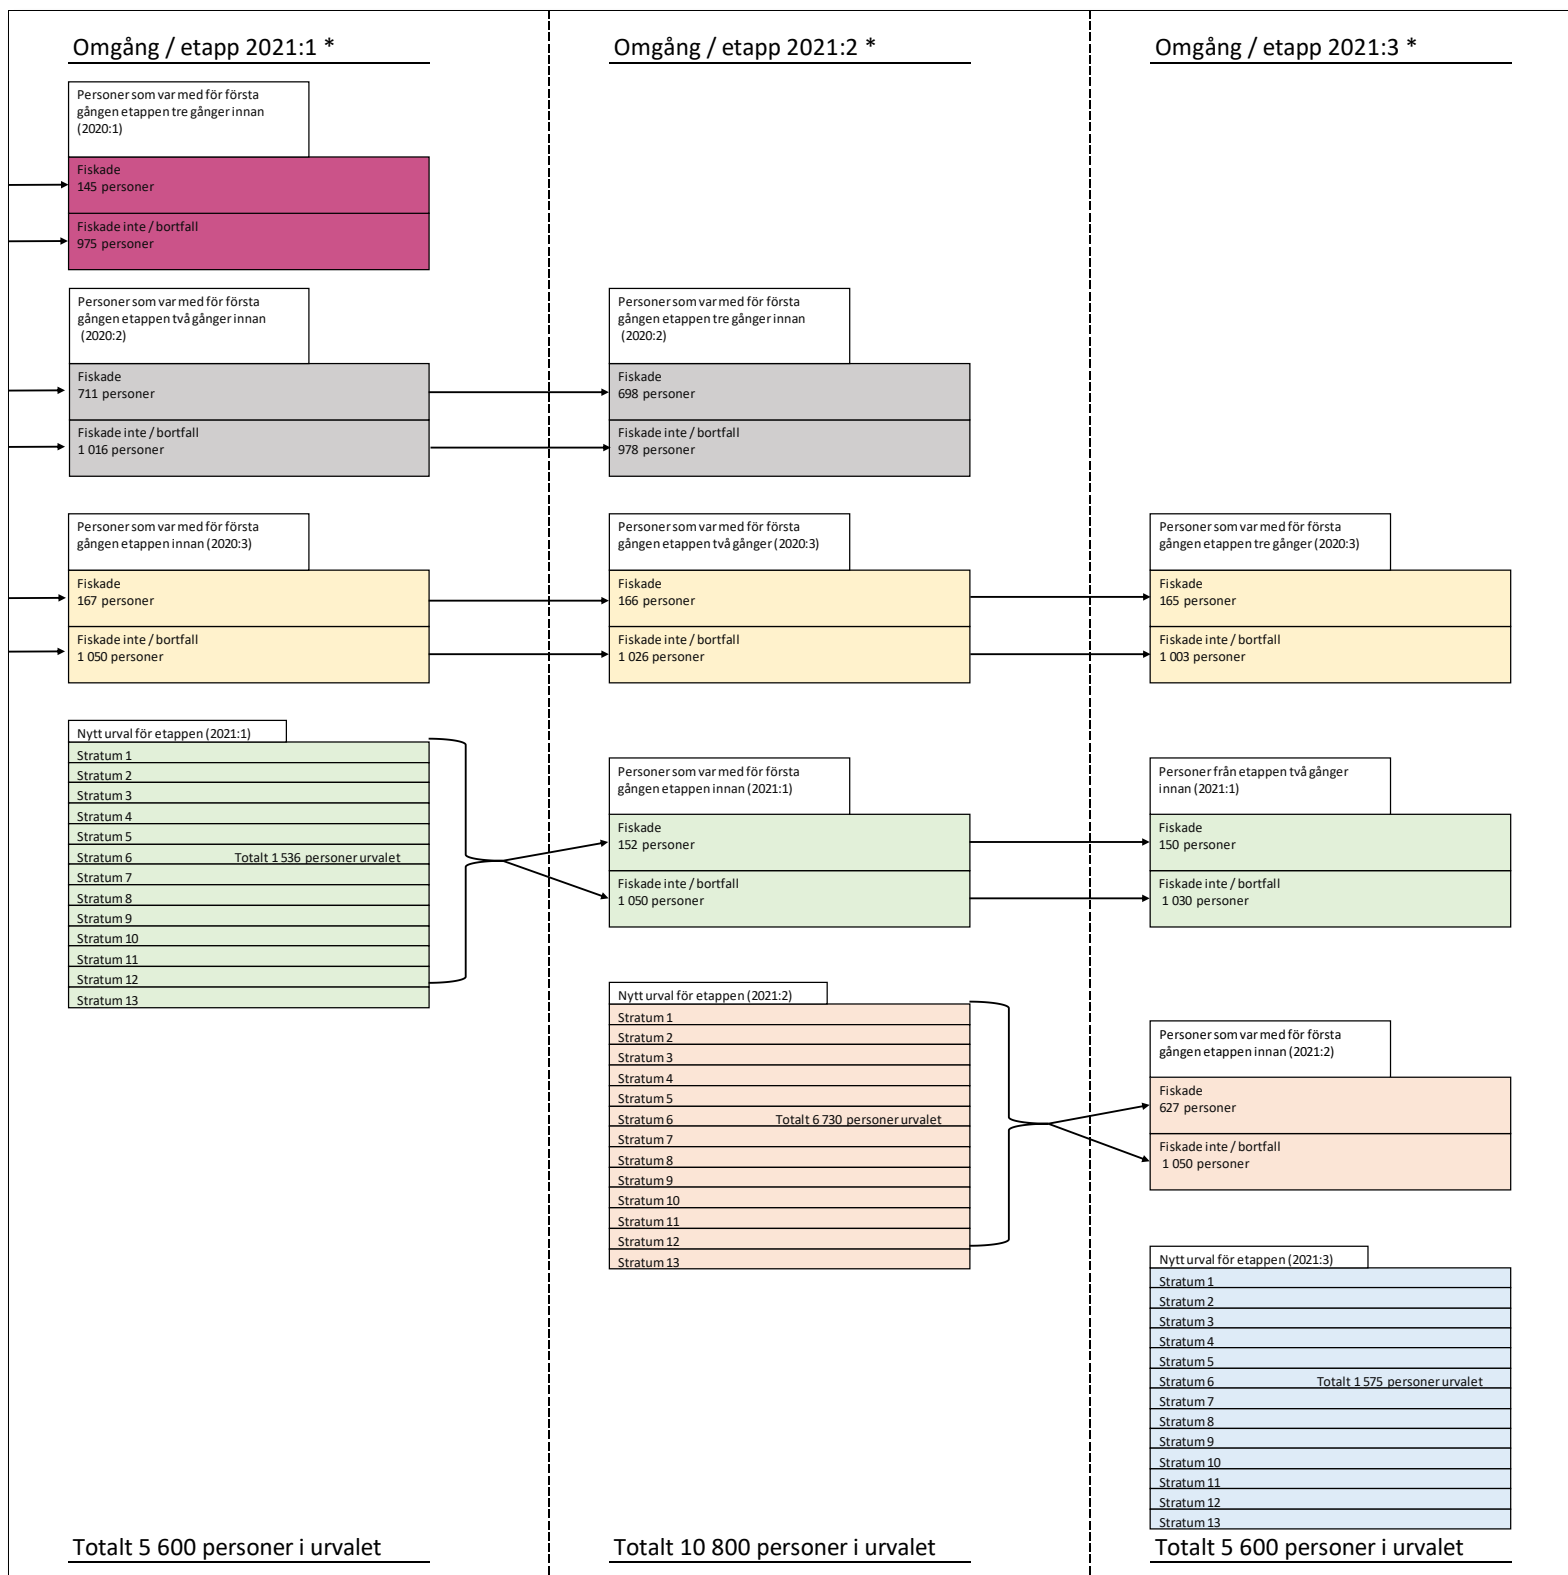 Omgång / etapp 2021:1 *
Personer som var med för första
gången etappen tre gånger innan
(2020:1)
Fiskade
145 personer
Fiskade inte / bortfall
975 personer
Personer som var med för första
gången etappen två gånger innan
(2020:2)
Fiskade
711 personer
Fiskade inte / bortfall
1 016 personer
Personer som var med för första
gången etappen innan (2020:3)
Fiskade
167 personer
Fiskade inte / bortfall
1 050 personer
Nytt urval för etappen (2021:1)
Stratum 1
Stratum 2
Stratum 3
Stratum 4
Stratum 5
Stratum 6 Totalt 1 536 personer urvalet
Stratum 7
Stratum 8
Stratum 9
Stratum 10
Stratum 11
Stratum 12
Stratum 13
Totalt 5 600 personer i urvalet
Omgång / etapp 2021:2 *
Personer som var med för första
gången etappen tre gånger innan
(2020:2)
Fiskade
698 personer
Fiskade inte / bortfall
978 personer
Personer som var med för första
gången etappen två gånger (2020:3)
Fiskade
166 personer
Fiskade inte / bortfall
1 026 personer
Personer som var med för första
gången etappen innan (2021:1)
Fiskade
152 personer
Fiskade inte / bortfall
1 050 personer
Nytt urval för etappen (2021:2)
Stratum 1
Stratum 2
Stratum 3
Stratum 4
Stratum 5
Stratum 6 Totalt 6 730 personer urvalet
Stratum 7
Stratum 8
Stratum 9
Stratum 10
Stratum 11
Stratum 12
Stratum 13
Totalt 10 800 personer i urvalet
Omgång / etapp 2021:3 *
Personer som var med för första
gången etappen tre gånger (2020:3)
Fiskade
165 personer
Fiskade inte / bortfall
1 003 personer
Personer från etappen två gånger
innan (2021:1)
Fiskade
150 personer
Fiskade inte / bortfall
1 030 personer
Personer som var med för första
gången etappen innan (2021:2)
Fiskade
627 personer
Fiskade inte / bortfall
1 050 personer
Nytt urval för etappen (2021:3)
Stratum 1
Stratum 2
Stratum 3
Stratum 4
Stratum 5
Stratum 6 Totalt 1 575 personer urvalet
Stratum 7
Stratum 8
Stratum 9
Stratum 10
Stratum 11
Stratum 12
Stratum 13
Totalt 5 600 personer i urvalet